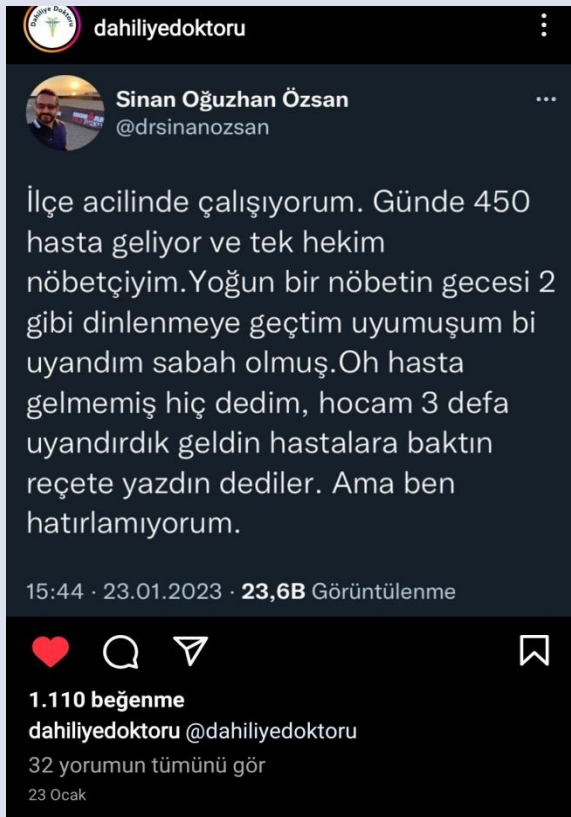 Dahiliye Doktoru
dahiliyedoktoru
Sinan Oğuzhan Özsan
@drsinanozsan
İlçe acilinde çalışıyorum. Günde 450
hasta geliyor ve tek hekim
nöbetçiyim.Yoğun bir nöbetin gecesi 2
gibi dinlenmeye geçtim uyumuşum bi
uyandım sabah olmuş.Oh hasta
gelmemiş hiç dedim, hocam 3 defa
uyandırdık geldin hastalara baktın
reçete yazdın dediler. Ama ben
hatırlamıyorum.
15:44 · 23.01.2023 · 23,6B Görüntülenme
1.110 beğenme
dahiliyedoktoru @dahiliyedoktoru
32 yorumun tümünü gör
23 Ocak